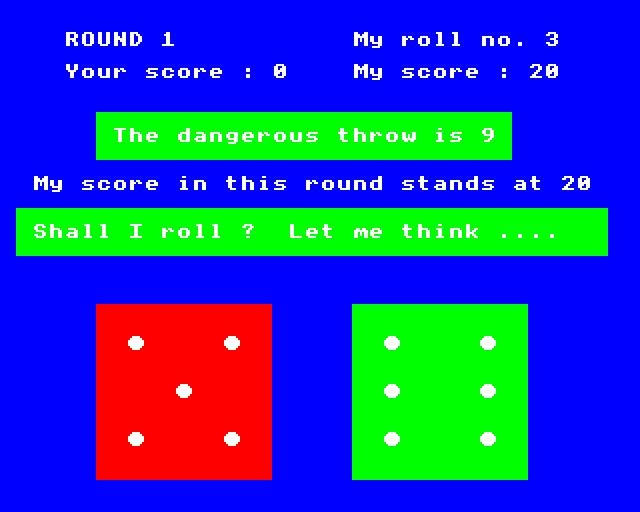 ROUND 1 My roll no. 3
Your score : 0 My score : 20
The dangerous throw is 9
My score in this round stands at 20
Shall I roll ? Let me think ....